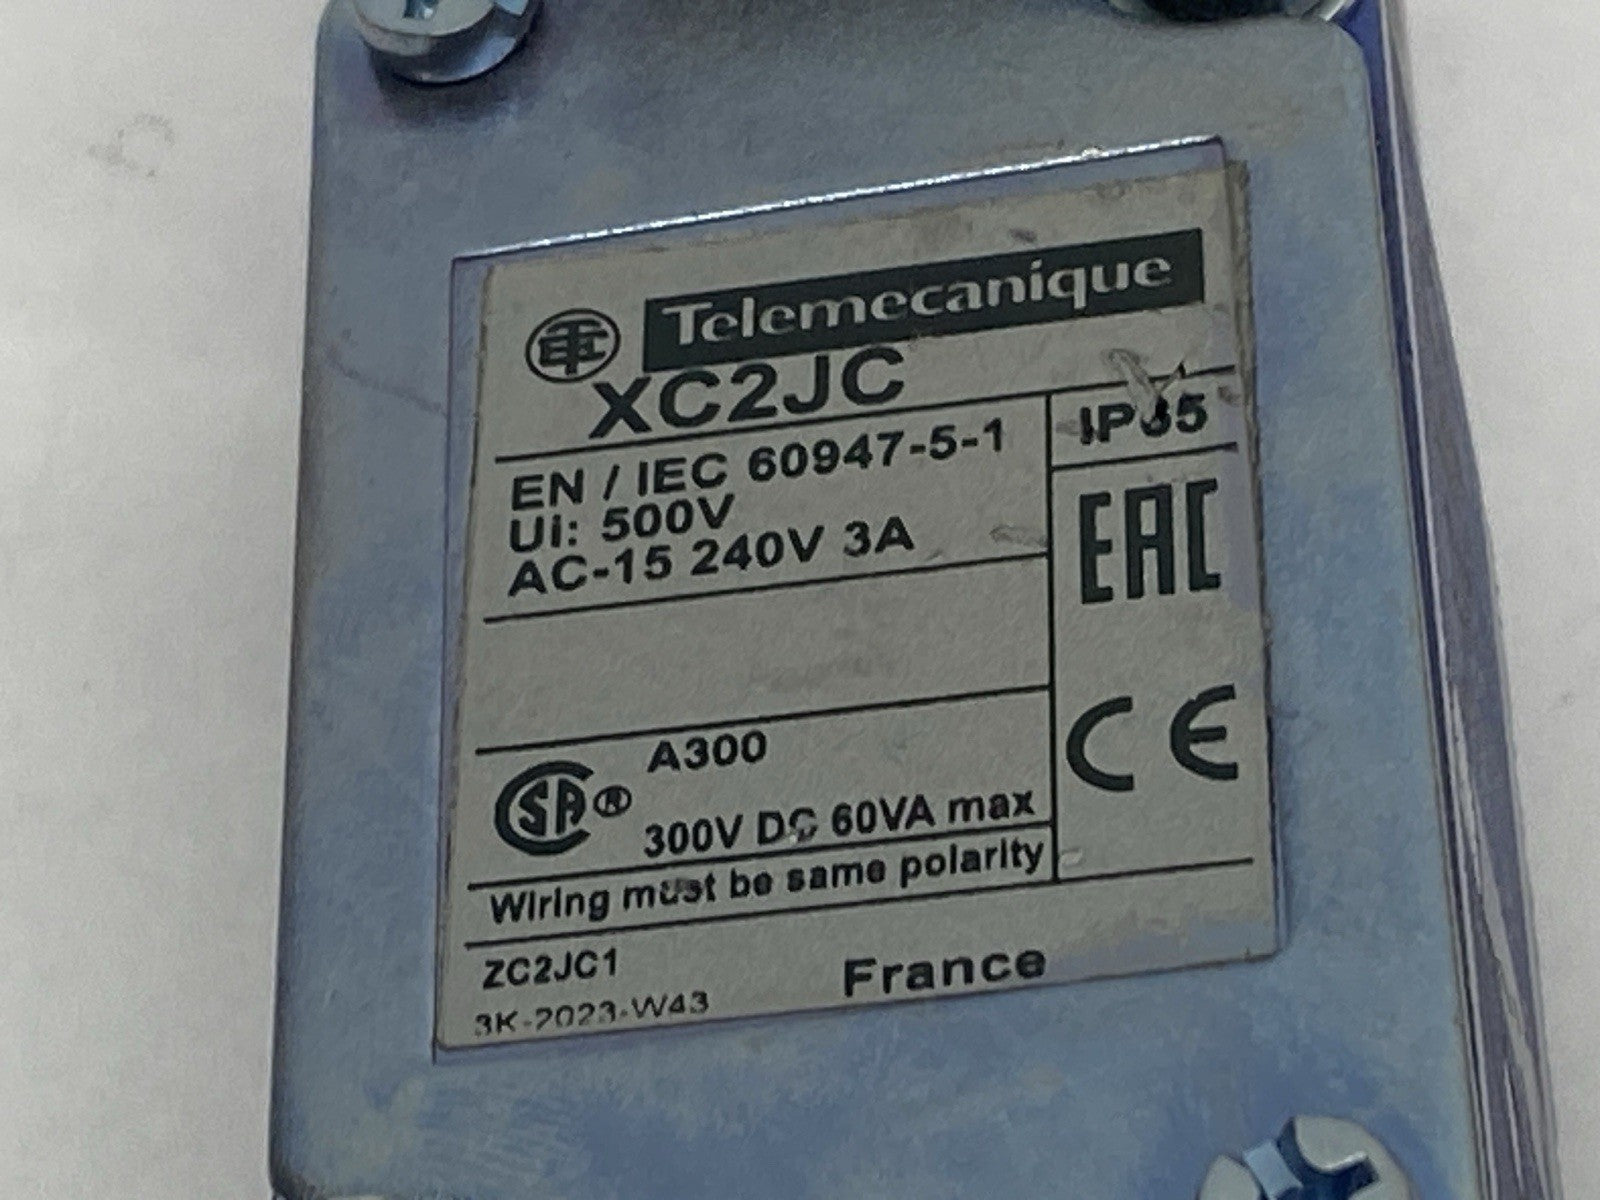 Telemecanique
XC2JC
EN / IEC 60947-5-1
Ui: 500V
AC-15 240V 3A
EAC
CE
SA ®
A300
300V DC 60VA max
Wiring must be same polarity
ZC2JC1
France
3K-2023-W43